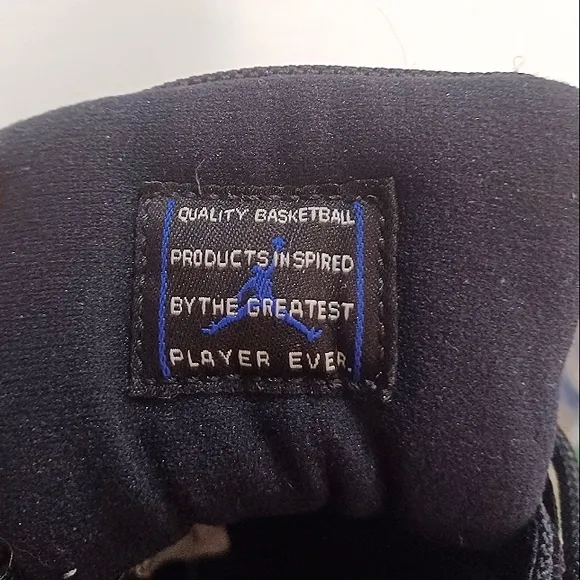 QUALITY BASKETBALL
PRODUCTS INSPIRED
BY THE GREATEST
PLAYER EVER.